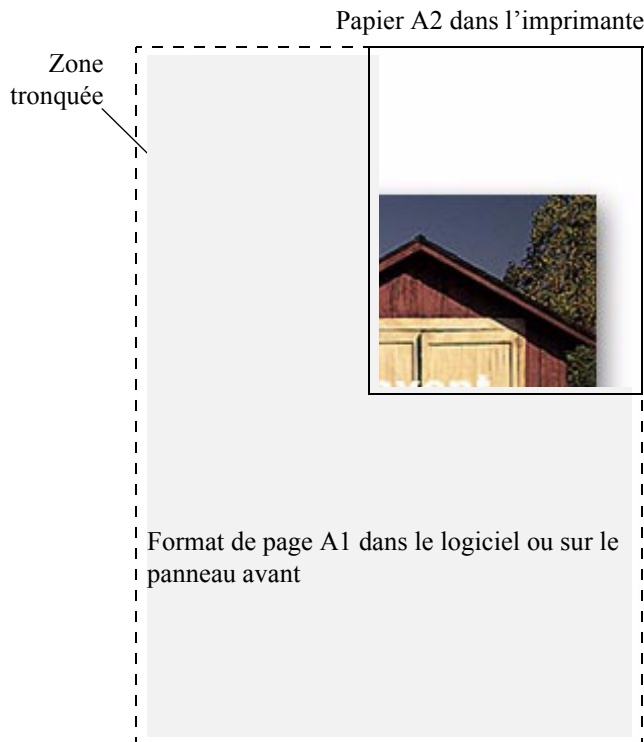 Papier A2 dans l’imprimante
Zone
tronquée
Format de page A1 dans le logiciel ou sur le
panneau avant